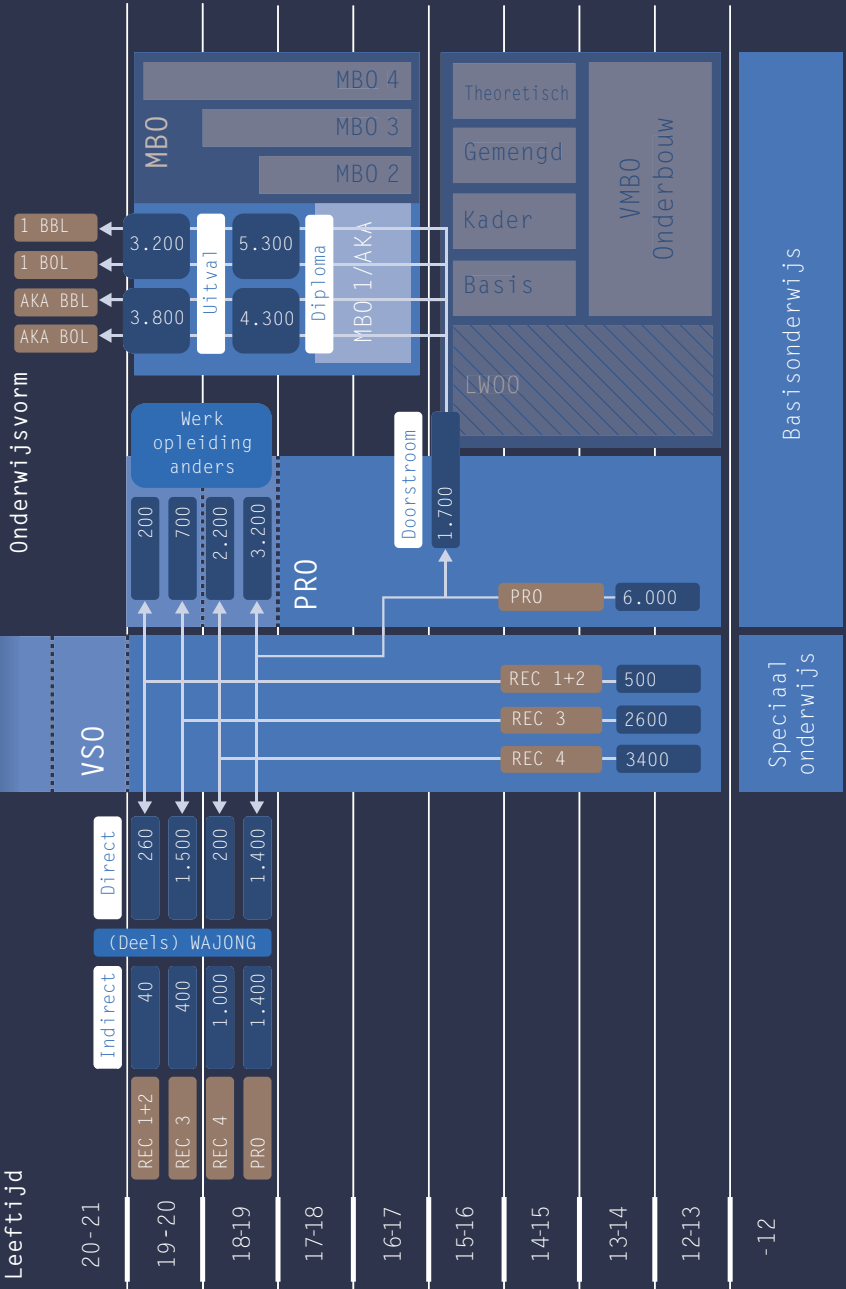 Onderwijsvorm
1 BBL
1 BOL
AKA BBL
AKA BOL
MBO
MBO 4
MBO 3
MBO 2
3.200
3.800
Uitval
5.300
4.300
Diploma
MBO 1/AKA
Theoretisch
Gemengd
Kader
Basis
LWOO
VMBO
Onderbouw
Basisonderwijs
Werk
opleiding
anders
200
700
2.200
3.200
PRO
Doorstroom
1.700
PRO
6.000
VSO
REC 1+2
500
REC 3
2600
REC 4
3400
Speciaal
onderwijs
Direct
260
1.500
200
1.400
(Deels) WAJONG
Indirect
40
400
1.000
1.400
REC 1+2
REC 3
REC 4
PRO
Leeftijd
20-21
19-20
18-19
17-18
16-17
15-16
14-15
13-14
12-13
-12